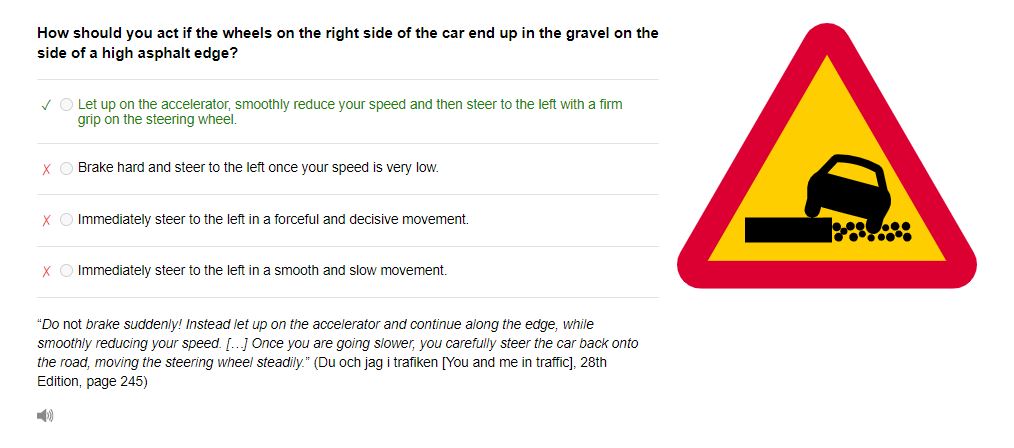 How should you act if the wheels on the right side of the car end up in the gravel on the
side of a high asphalt edge?
✓ Let up on the accelerator, smoothly reduce your speed and then steer to the left with a firm
grip on the steering wheel.
✗ Brake hard and steer to the left once your speed is very low.
✗ Immediately steer to the left in a forceful and decisive movement.
✗ Immediately steer to the left in a smooth and slow movement.
“Do not brake suddenly! Instead let up on the accelerator and continue along the edge, while
smoothly reducing your speed. […] Once you are going slower, you carefully steer the car back onto
the road, moving the steering wheel steadily.” (Du och jag i trafiken [You and me in traffic], 28th
Edition, page 245)